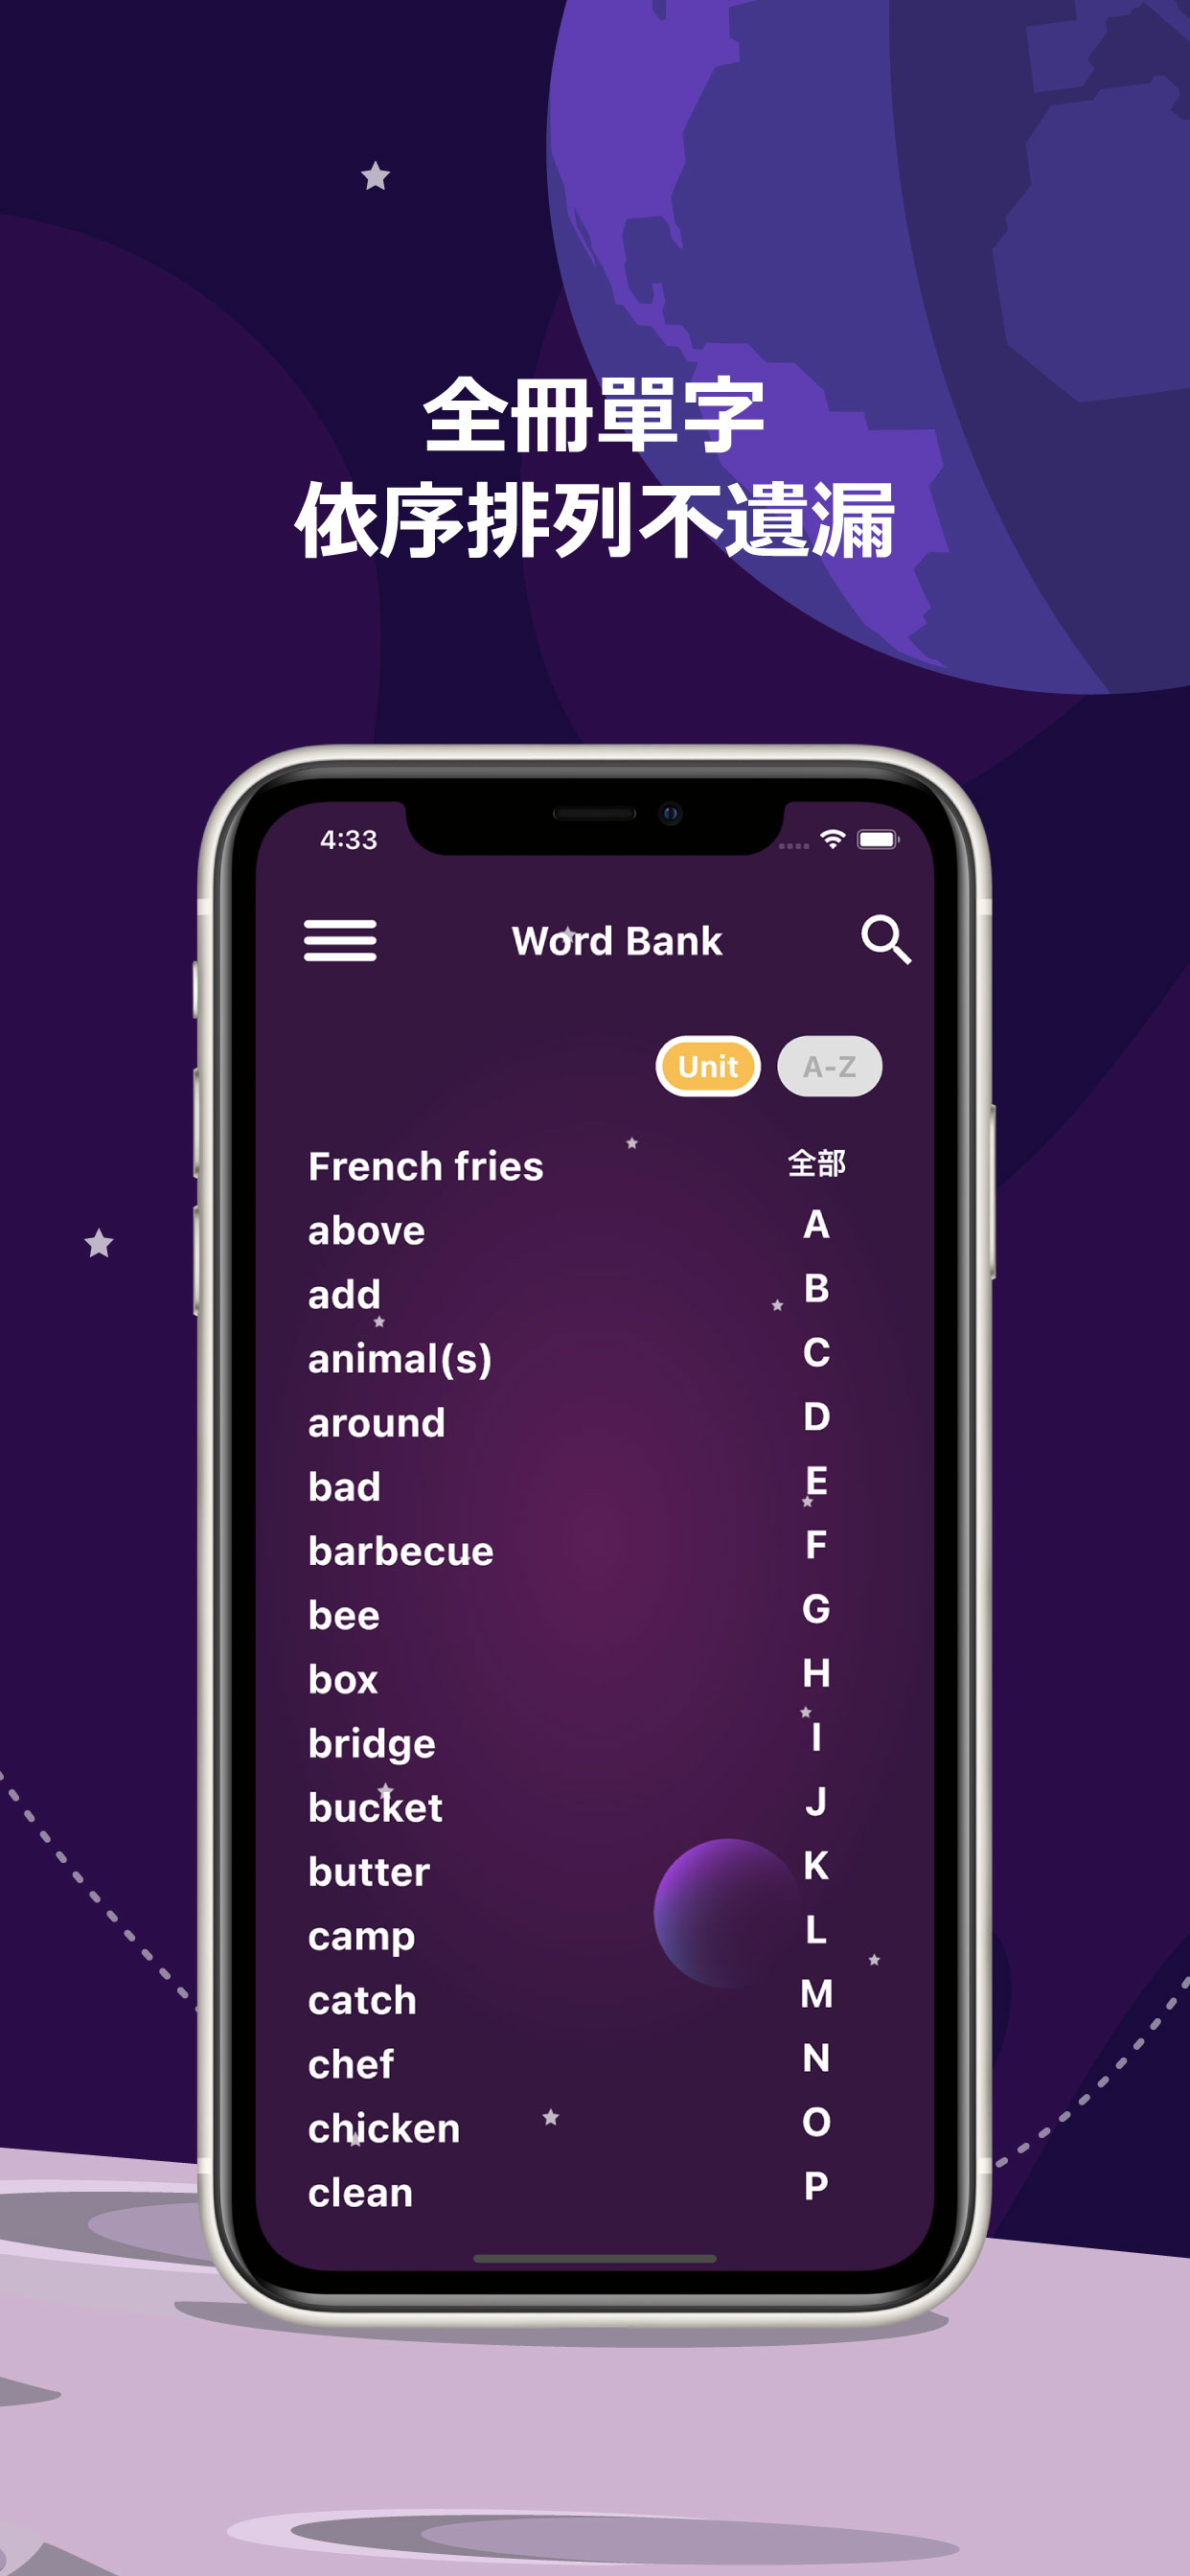 全冊單字
依序排列不遺漏
4:33
Word Bank
Unit A-Z
French fries
above
add
animal(s)
around
bad
barbecue
bee
box
bridge
bucket
butter
camp
catch
chef
chicken
clean
全部
A
B
C
D
E
F
G
H
I
J
K
L
M
N
O
P